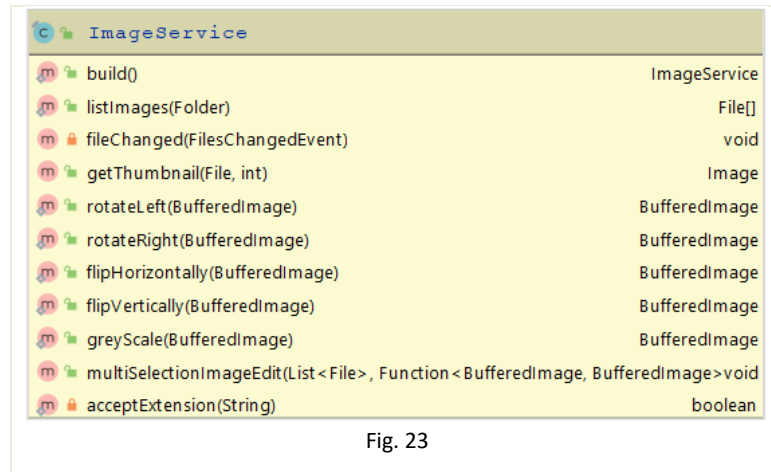 ImageService
build() ImageService
listImages(Folder) File[]
fileChanged(FilesChangedEvent) void
getThumbnail(File, int) Image
rotateLeft(BufferedImage) BufferedImage
rotateRight(BufferedImage) BufferedImage
flipHorizontally(BufferedImage) BufferedImage
flipVertically(BufferedImage) BufferedImage
greyScale(BufferedImage) BufferedImage
multiSelectionImageEdit(List<File>, Function<BufferedImage, BufferedImage>void
acceptExtension(String) boolean
Fig. 23